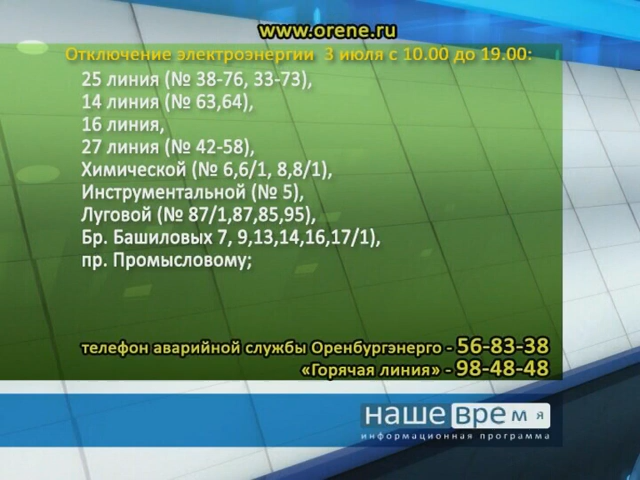 www.orene.ru
Отключение электроэнергии 3 июля с 10.00 до 19.00:
25 линия (№ 38-76, 33-73),
14 линия (№ 63,64),
16 линия,
27 линия (№ 42-58),
Химической (№ 6,6/1, 8,8/1),
Инструментальной (№ 5),
Луговой (№ 87/1,87,85,95),
Бр. Башиловых 7, 9,13,14,16,17/1),
пр. Промысловому;
телефон аварийной службы Оренбургэнерго - 56-83-38
«Горячая линия» - 98-48-48
наше время
информационная программа